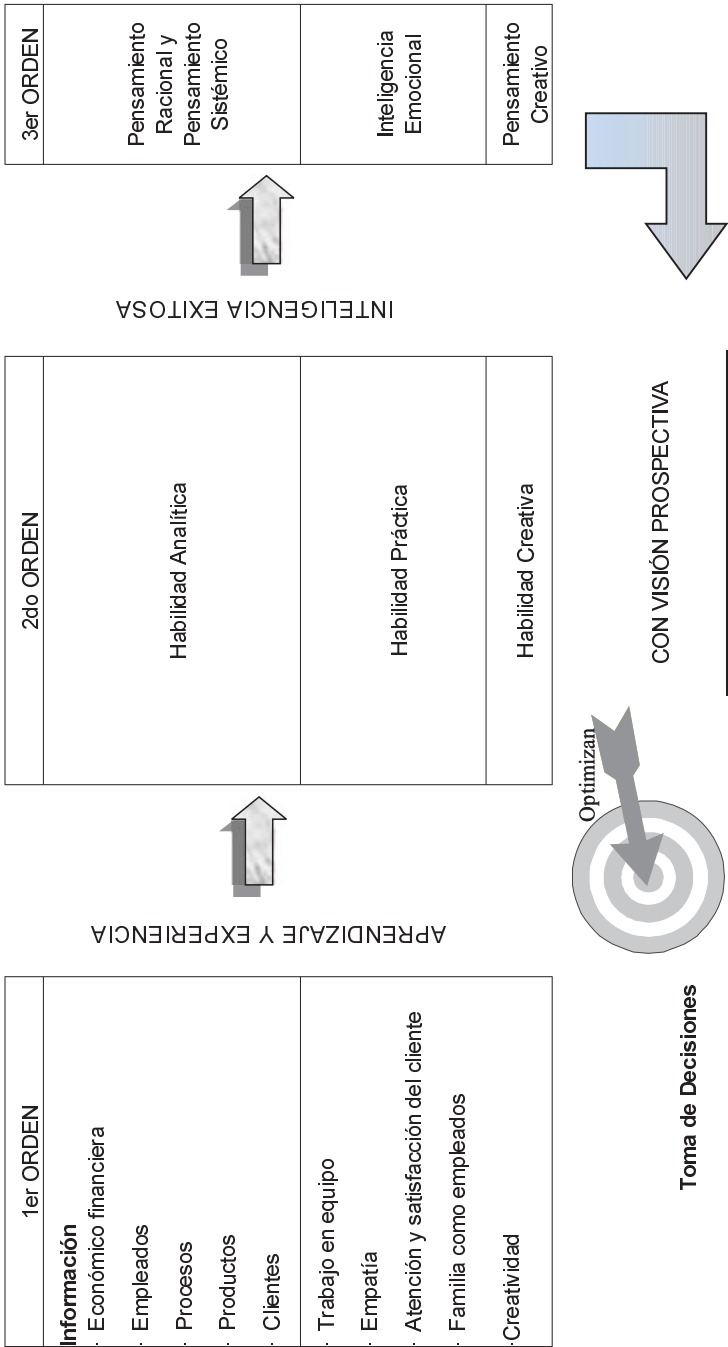 1er ORDEN
Información
· Económico financiera
· Empleados
· Procesos
· Productos
· Clientes
· Trabajo en equipo
· Empatía
· Atención y satisfacción del cliente
· Familia como empleados
·Creatividad
APRENDIZAJE Y EXPERIENCIA
2do ORDEN
Habilidad Analítica
Habilidad Práctica
Habilidad Creativa
INTELIGENCIA EXITOSA
3er ORDEN
Pensamiento
Racional y
Pensamiento
Sistémico
Inteligencia
Emocional
Pensamiento
Creativo
Toma de Decisiones
Optimizan
CON VISIÓN PROSPECTIVA